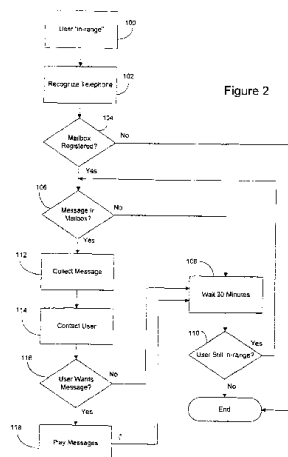 User "in-range"
100
Recognize Telephone
102
Figure 2
104
Mailbox
Registered?
No
Yes
106
Message in
Mailbox?
No
Yes
112
Collect Message
108
Wait 30 Minutes
114
Contact User
110
User Still In-range?
Yes
116
User Wants
Message?
No
No
Yes
End
118
Play Messages